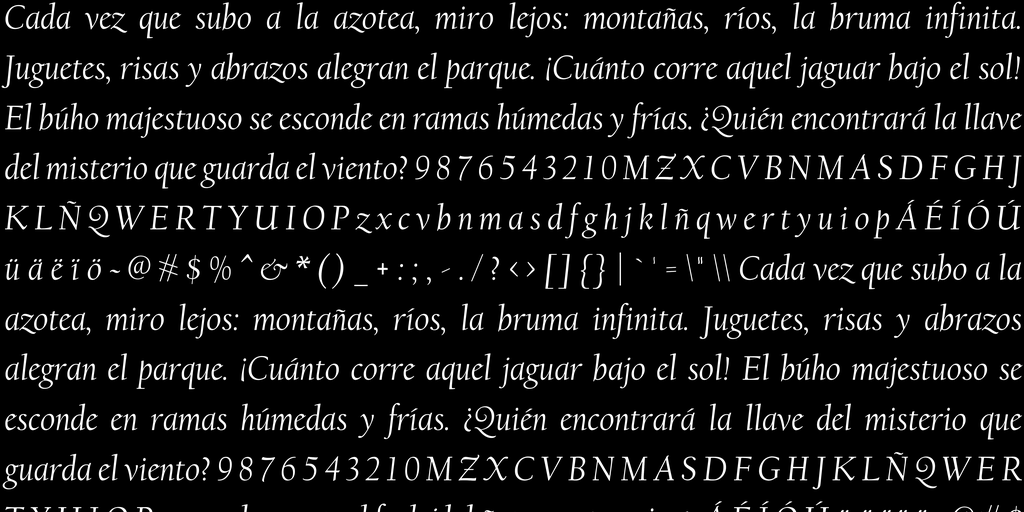 Cada vez que subo a la azotea, miro lejos: montañas, ríos, la bruma infinita.
Juguetes, risas y abrazos alegran el parque. ¡Cuánto corre aquel jaguar bajo el sol!
El búho majestuoso se esconde en ramas húmedas y frías. ¿Quién encontrará la llave
del misterio que guarda el viento? 9 8 7 6 5 4 3 2 1 0 M Z X C V B N M A S D F G H J
K L Ñ Q W E R T Y U I O P z x c v b n m a s d f g h j k l ñ q w e r t y u i o p Á É Í Ó Ú
ü ä ë ï ö ~ @ # $ % ^ & * ( ) _ + : ; , - . / ? < > [ ] { } | ` ' = \ " \ \ Cada vez que subo a la
azotea, miro lejos: montañas, ríos, la bruma infinita. Juguetes, risas y abrazos
alegran el parque. ¡Cuánto corre aquel jaguar bajo el sol! El búho majestuoso se
esconde en ramas húmedas y frías. ¿Quién encontrará la llave del misterio que
guarda el viento? 9 8 7 6 5 4 3 2 1 0 M Z X C V B N M A S D F G H J K L Ñ Q W E R